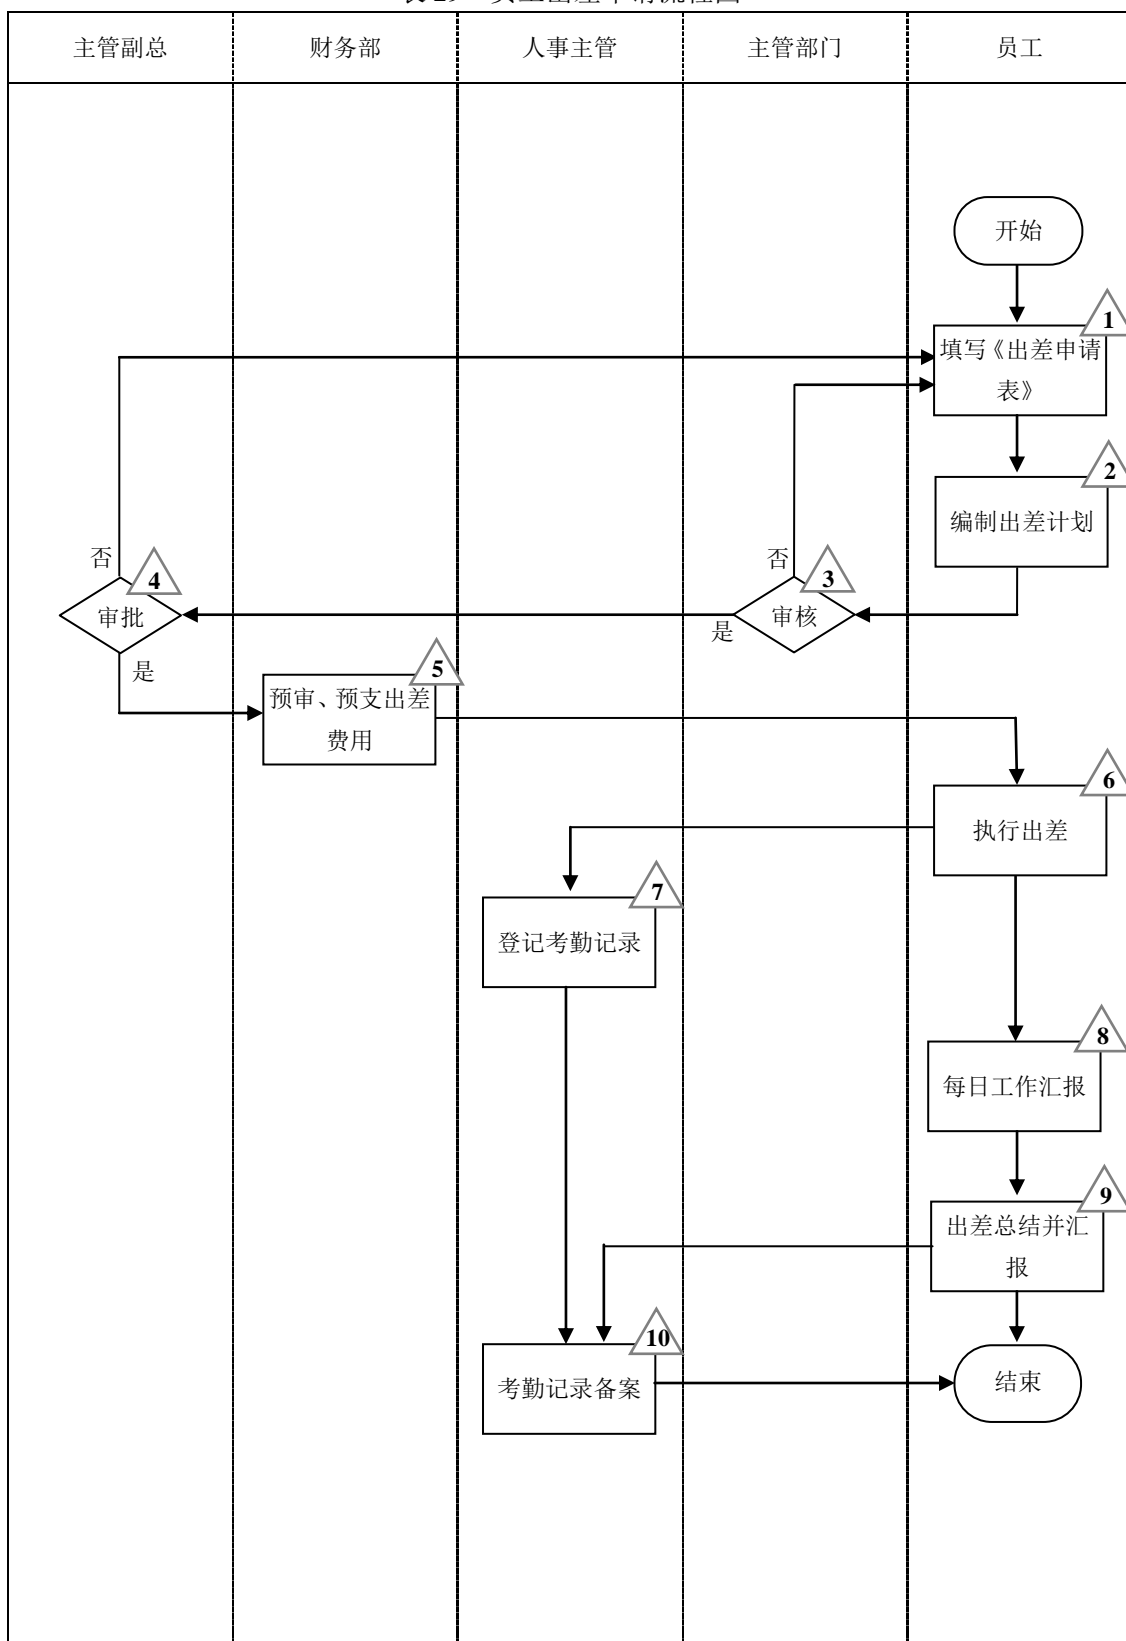 主管副总
财务部
人事主管
主管部门
员工
开始
1
填写《出差申请
表》
2
编制出差计划
否
4
审批
是
否
3
审核
是
5
预审、预支出差
费用
6
执行出差
7
登记考勤记录
8
每日工作汇报
9
出差总结并汇
报
10
考勤记录备案
结束